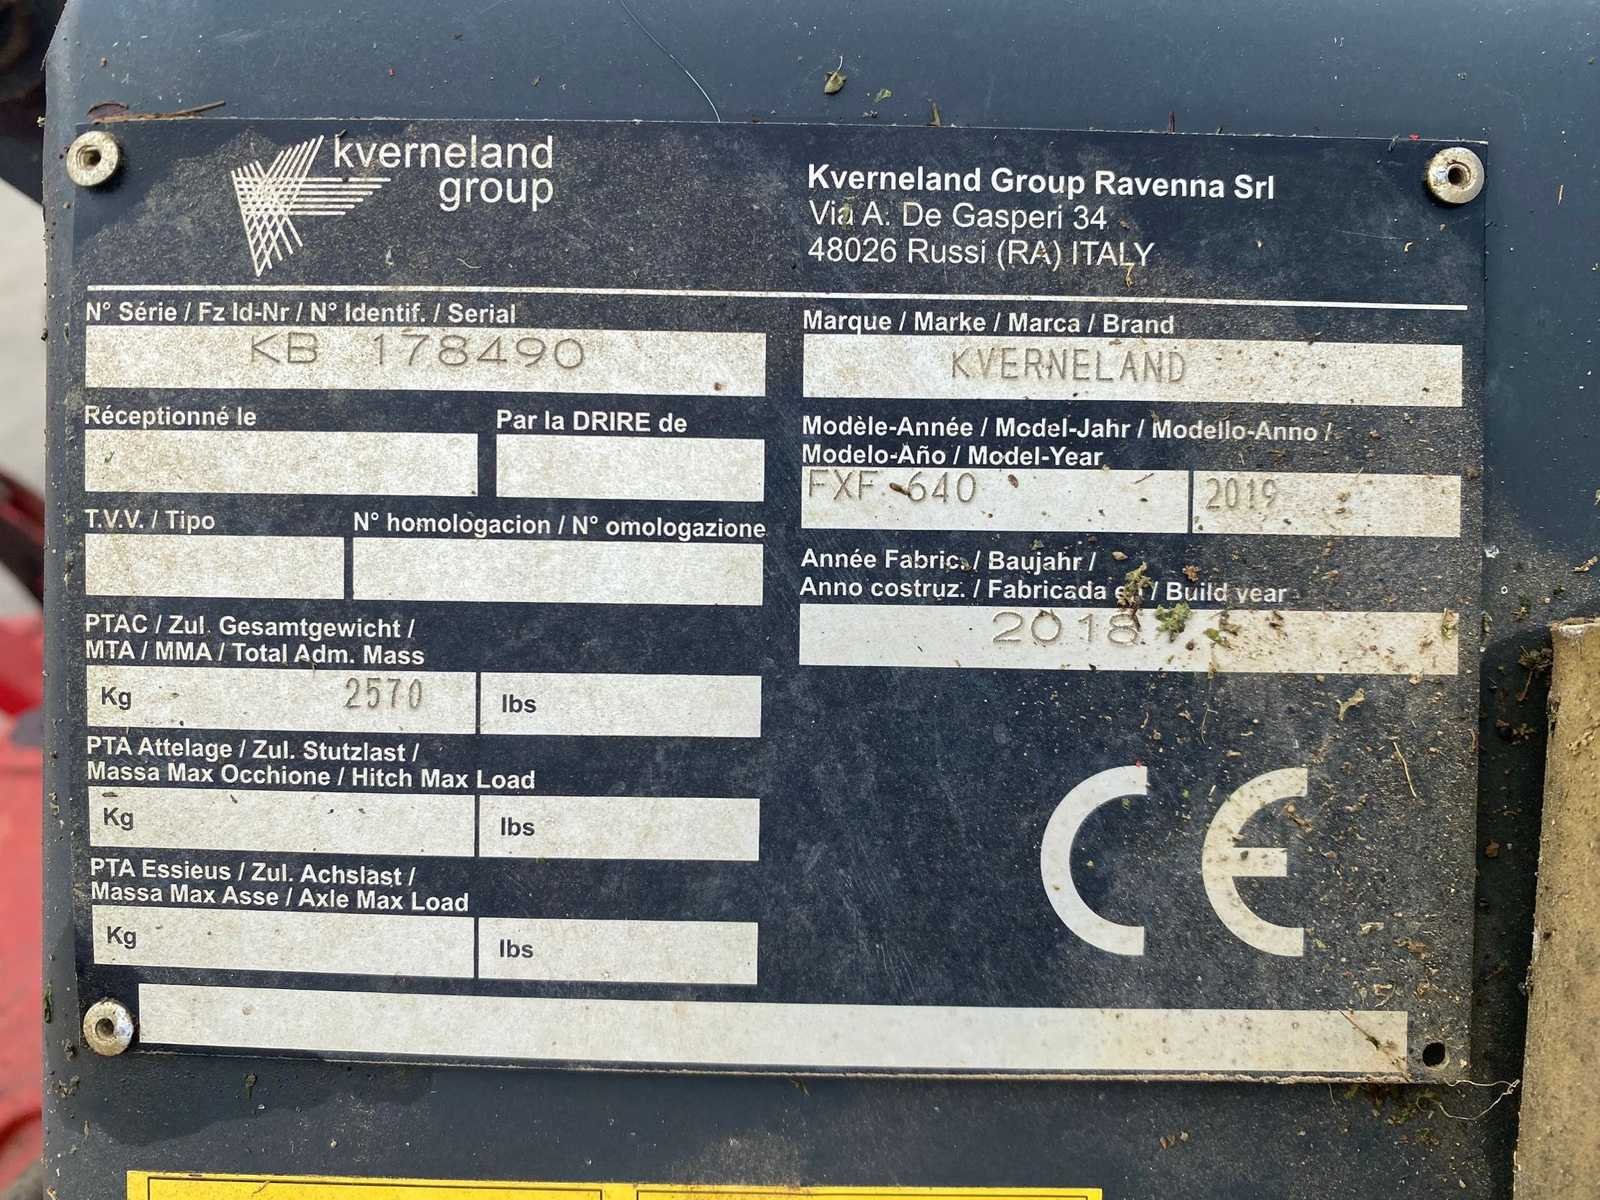 kverneland
group
Kverneland Group Ravenna Srl
Via A. De Gasperi 34
48026 Russi (RA) ITALY
N° Série / Fz Id-Nr / N° Identif. / Serial
KB 178490
Réceptionné le
Par la DRIRE de
T.V.V. / Tipo
N° homologacion / N° omologazione
PTAC / Zul. Gesamtgewicht /
MTA / MMA / Total Adm. Mass
Kg 2570 lbs
PTA Attelage / Zul. Stutzlast /
Massa Max Occhione / Hitch Max Load
Kg lbs
PTA Essieus / Zul. Achslast /
Massa Max Asse / Axle Max Load
Kg lbs
Marque / Marke / Marca / Brand
KVERNELAND
Modèle-Année / Model-Jahr / Modello-Anno /
Modelo-Año / Model-Year
FXF 640 2019
Année Fabric. / Baujahr /
Anno costruz. / Fabricada en / Build year
2018
CE